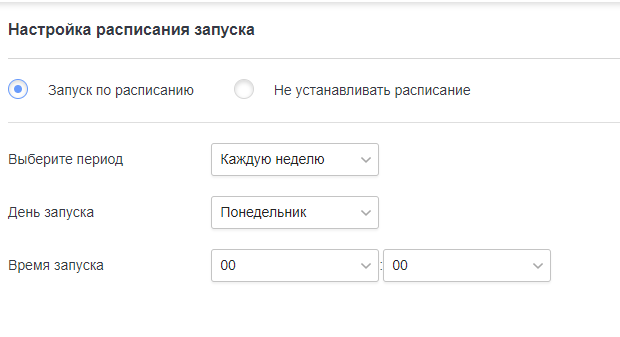 Настройка расписания запуска
Запуск по расписанию Не устанавливать расписание
Выберите период Каждую неделю
День запуска Понедельник
Время запуска 00 : 00